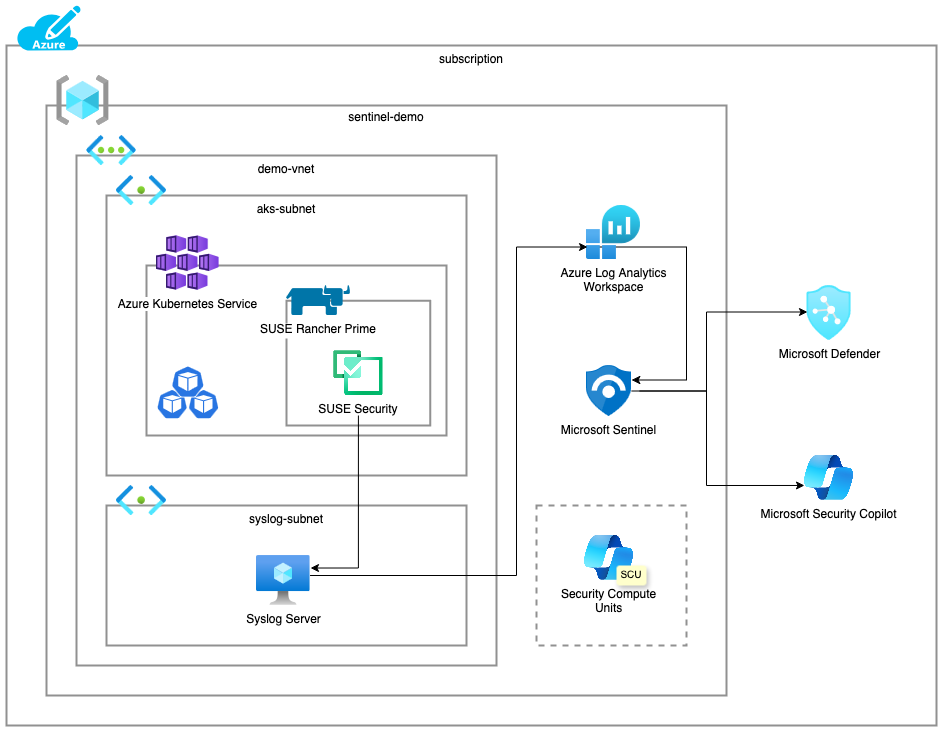 Azure
subscription
sentinel-demo
demo-vnet
aks-subnet
Azure Kubernetes Service
SUSE Rancher Prime
SUSE Security
syslog-subnet
Syslog Server
Azure Log Analytics
Workspace
Microsoft Sentinel
Microsoft Defender
Microsoft Security Copilot
SCU
Security Compute
Units